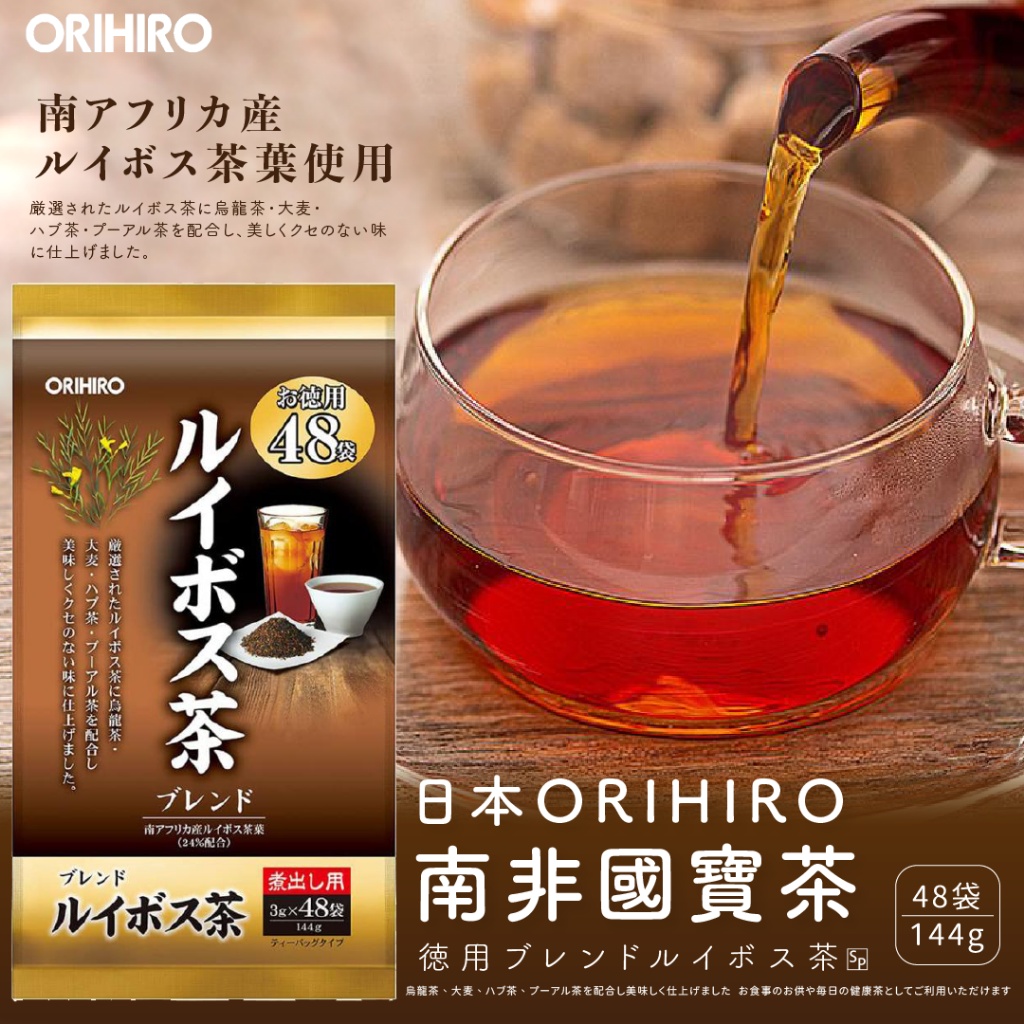 ORIHIRO
南アフリカ産
ルイボス茶葉使用
厳選されたルイボス茶に烏龍茶・大麦・
ハブ茶・プーアル茶を配合し、美しくクセのない味
に仕上げました。
ORIHIRO
お徳用
48袋
ルイボス茶
厳選されたルイボス茶に烏龍茶・
大麦・ハブ茶・プーアル茶を配合し
美味しくクセのない味に仕上げました。
ブレンド
南アフリカ産ルイボス茶葉
(24%配合)
ブレンド
ルイボス茶
煮出し用
3g×48袋
144g
ティーバッグタイプ
日本ORIHIRO
南非國寶茶
徳用ブレンドルイボス茶 SP
48袋
144g
烏龍茶、大麦、ハブ茶、プーアル茶を配合し美味しく仕上げました お食事のお供や毎日の健康茶としてご利用いただけます